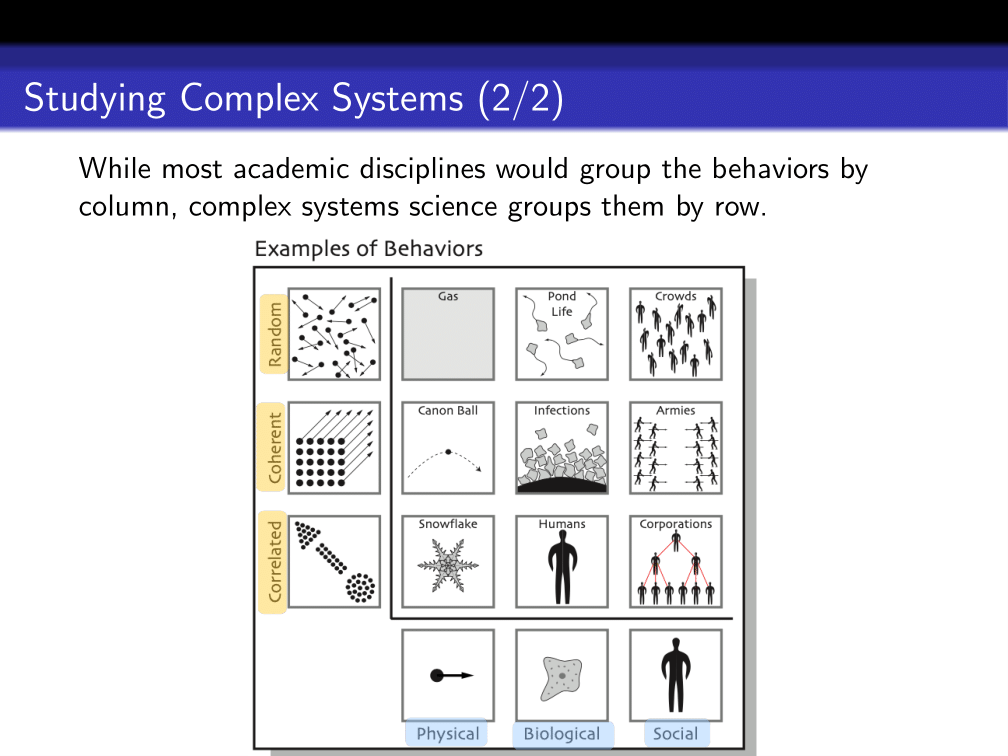 Studying Complex Systems (2/2)
While most academic disciplines would group the behaviors by
column, complex systems science groups them by row.
Examples of Behaviors
Random
Gas
Pond
Life
Crowds
Coherent
Canon Ball
Infections
Armies
Correlated
Snowflake
Humans
Corporations
Physical
Biological
Social